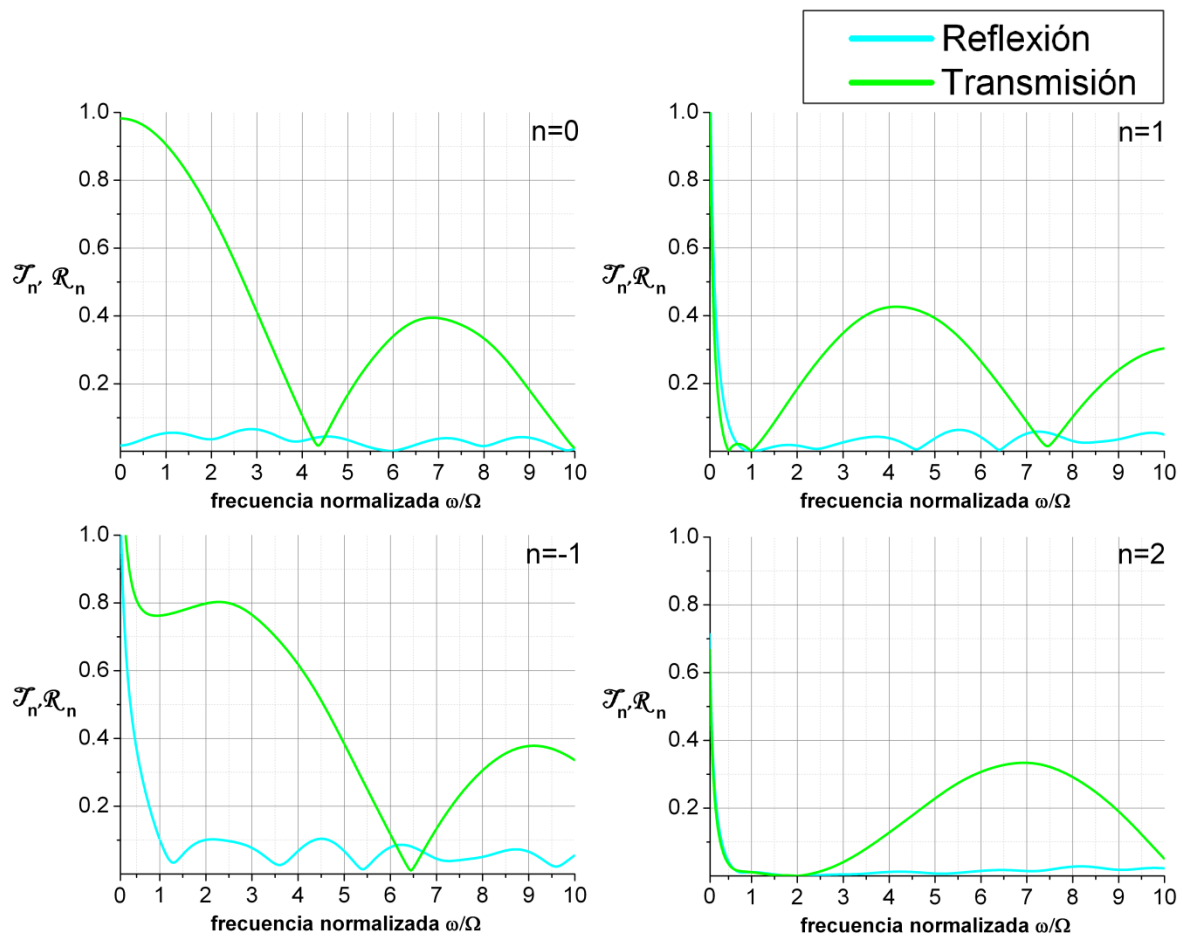 Reflexión
Transmisión
n=0
1.0
0.8
0.6
0.4
0.2
𝒯n, ℛn
0 1 2 3 4 5 6 7 8 9 10
frecuencia normalizada ω/Ω
n=1
1.0
0.8
0.6
0.4
0.2
𝒯n,ℛn
0 1 2 3 4 5 6 7 8 9 10
frecuencia normalizada ω/Ω
n=-1
1.0
0.8
0.6
0.4
0.2
𝒯n,ℛn
0 1 2 3 4 5 6 7 8 9 10
frecuencia normalizada ω/Ω
n=2
1.0
0.8
0.6
0.4
0.2
𝒯n,ℛn
0 1 2 3 4 5 6 7 8 9 10
frecuencia normalizada ω/Ω